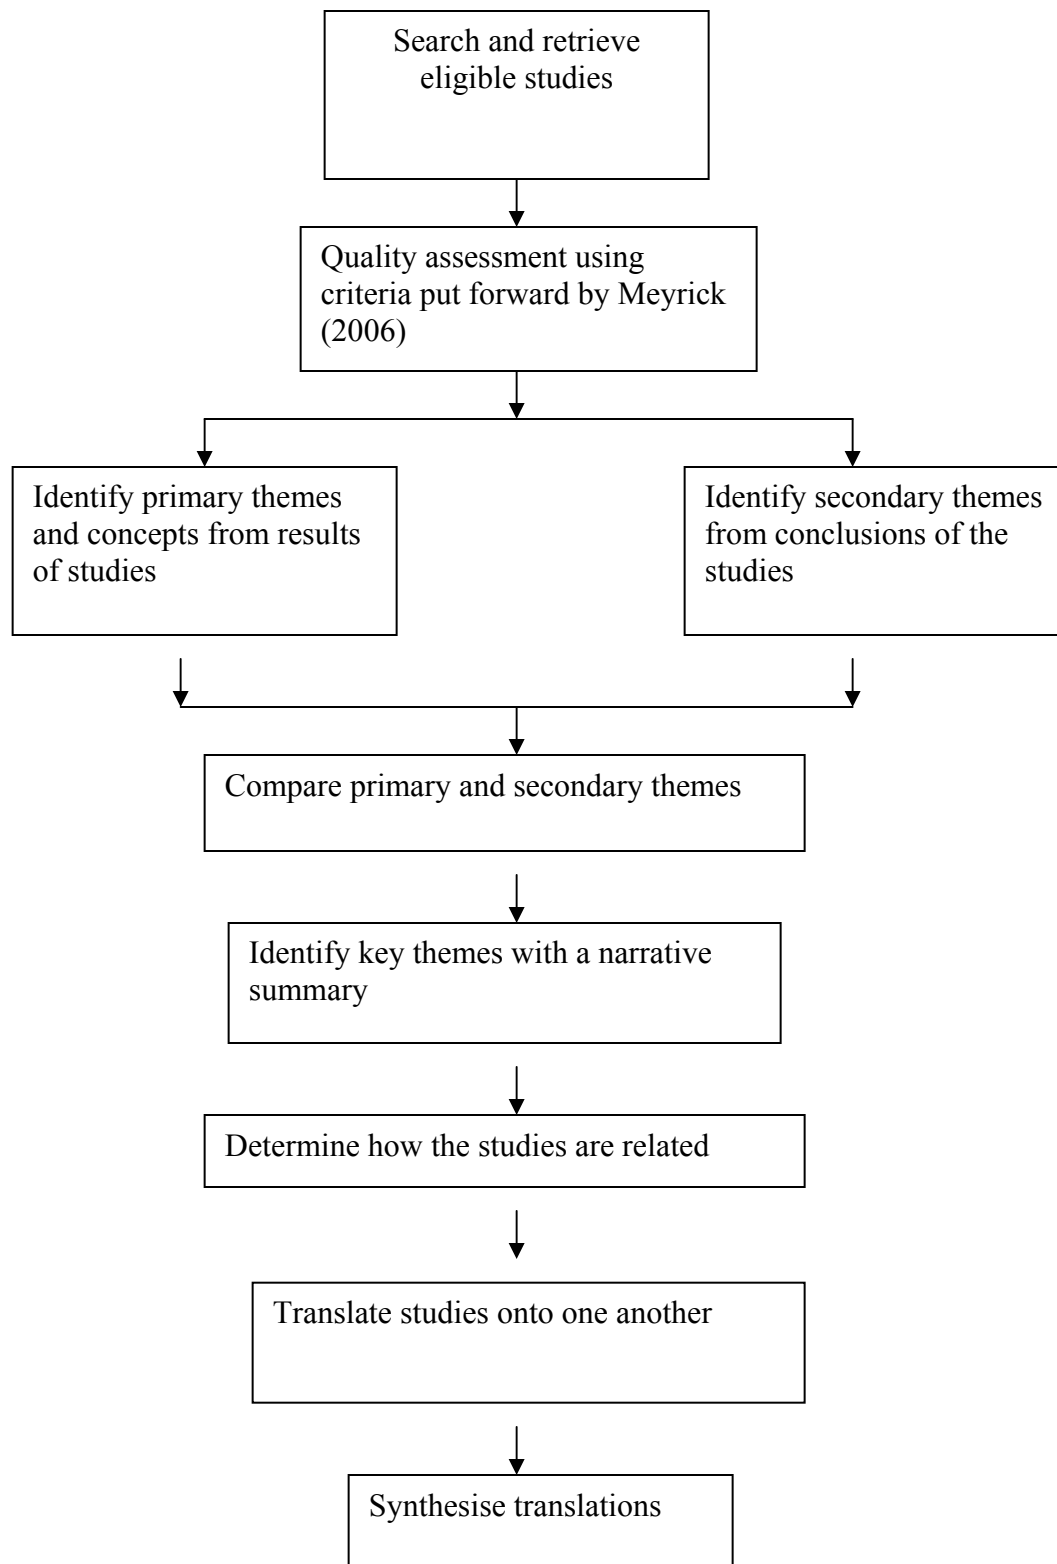 Search and retrieve
eligible studies
Quality assessment using
criteria put forward by Meyrick
(2006)
Identify primary themes
and concepts from results
of studies
Identify secondary themes
from conclusions of the
studies
Compare primary and secondary themes
Identify key themes with a narrative
summary
Determine how the studies are related
Translate studies onto one another
Synthesise translations